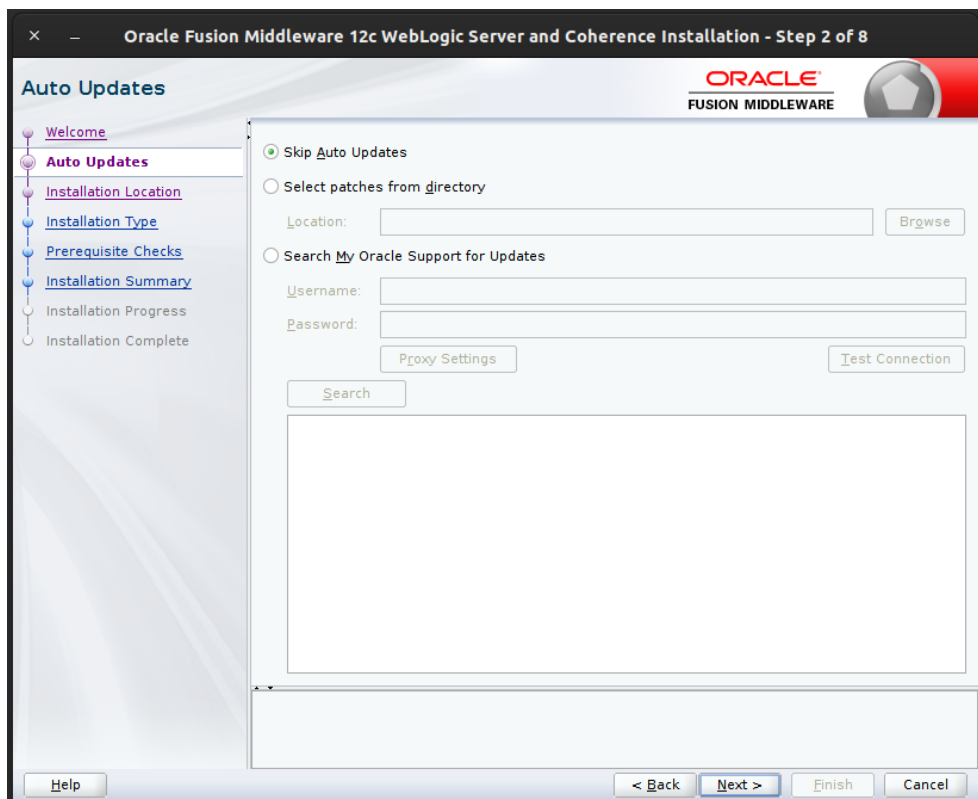 Oracle Fusion Middleware 12c WebLogic Server and Coherence Installation - Step 2 of 8
Auto Updates
ORACLE
FUSION MIDDLEWARE
Welcome
Auto Updates
Installation Location
Installation Type
Prerequisite Checks
Installation Summary
Installation Progress
Installation Complete
Skip Auto Updates
Select patches from directory
Location:
Browse
Search My Oracle Support for Updates
Username:
Password:
Proxy Settings
Test Connection
Search
Help
< Back
Next >
Finish
Cancel